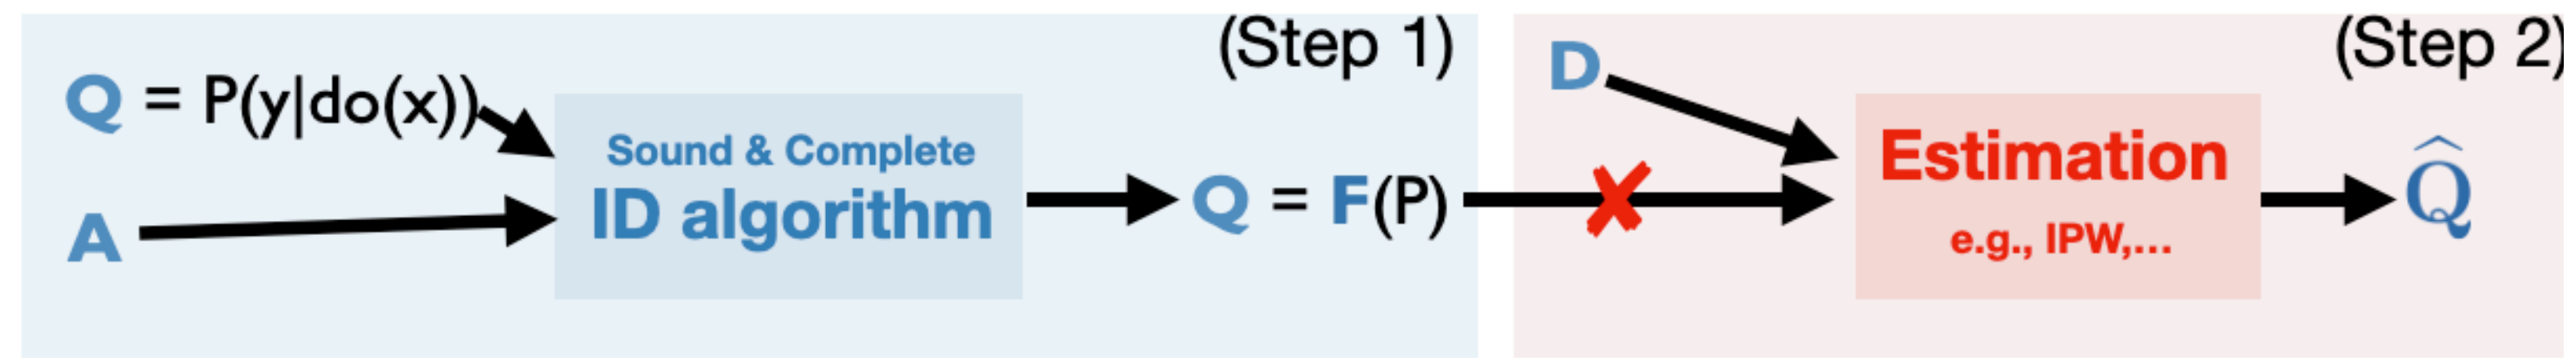 (Step 1)
Q = P(y|do(x))
A
Sound & Complete
ID algorithm
Q = F(P)
(Step 2)
D
Estimation
e.g., IPW,...
Q̂